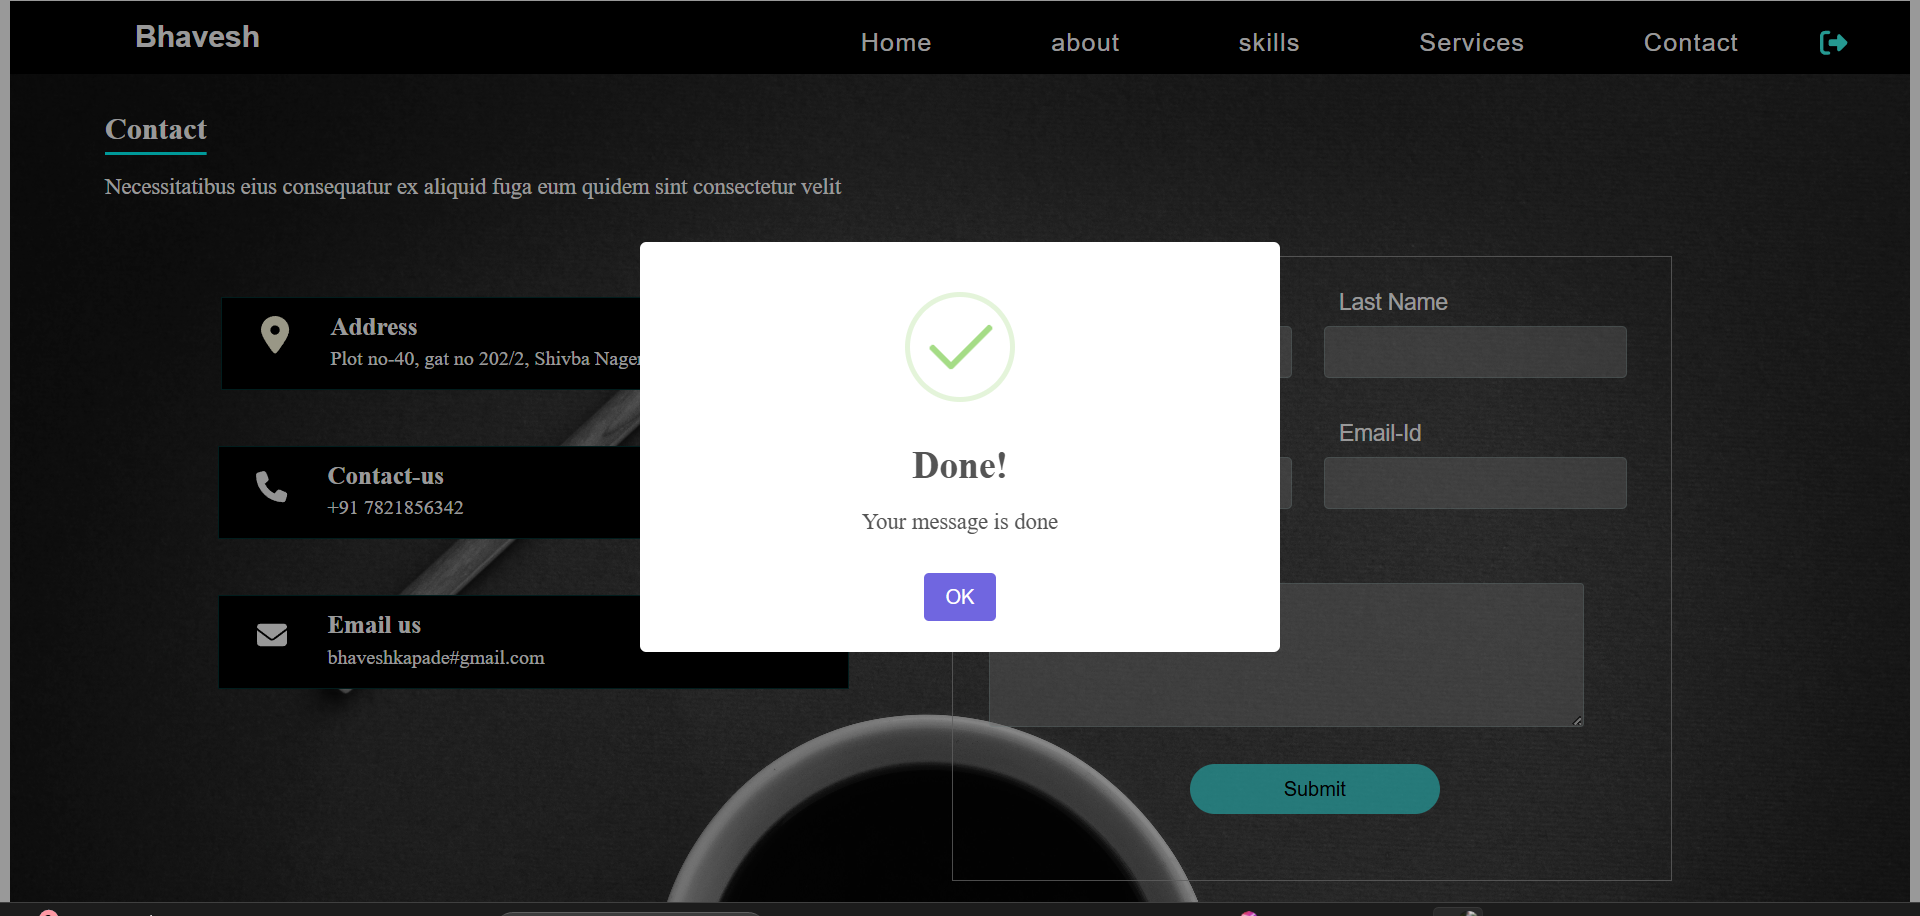 Bhavesh
Home
about
skills
Services
Contact
Contact
Necessitatibus eius consequatur ex aliquid fuga eum quidem sint consectetur velit
Address
Plot no-40, gat no 202/2, Shivba Nager
Contact-us
+91 7821856342
Email us
bhaveshkapade#gmail.com
Done!
Your message is done
OK
Last Name
Email-Id
Submit